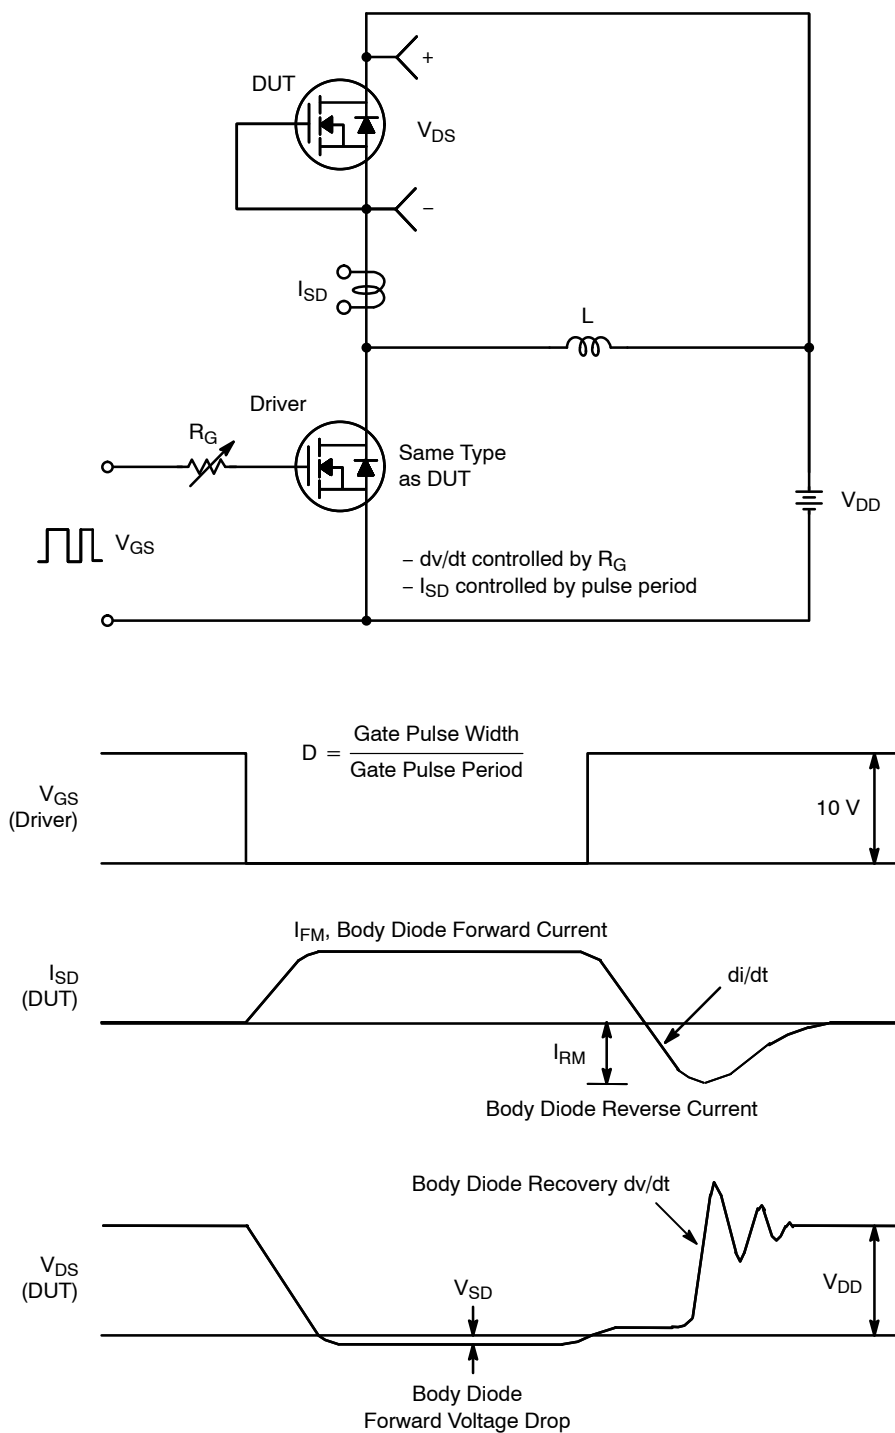 +
DUT
V_DS
−
I_SD
L
Driver
R_G
Same Type
as DUT
V_DD
V_GS
− dv/dt controlled by R_G
− I_SD controlled by pulse period
D = Gate Pulse Width
Gate Pulse Period
V_GS
(Driver)
10 V
I_FM, Body Diode Forward Current
I_SD
(DUT)
di/dt
I_RM
Body Diode Reverse Current
Body Diode Recovery dv/dt
V_DS
(DUT)
V_SD
V_DD
Body Diode
Forward Voltage Drop